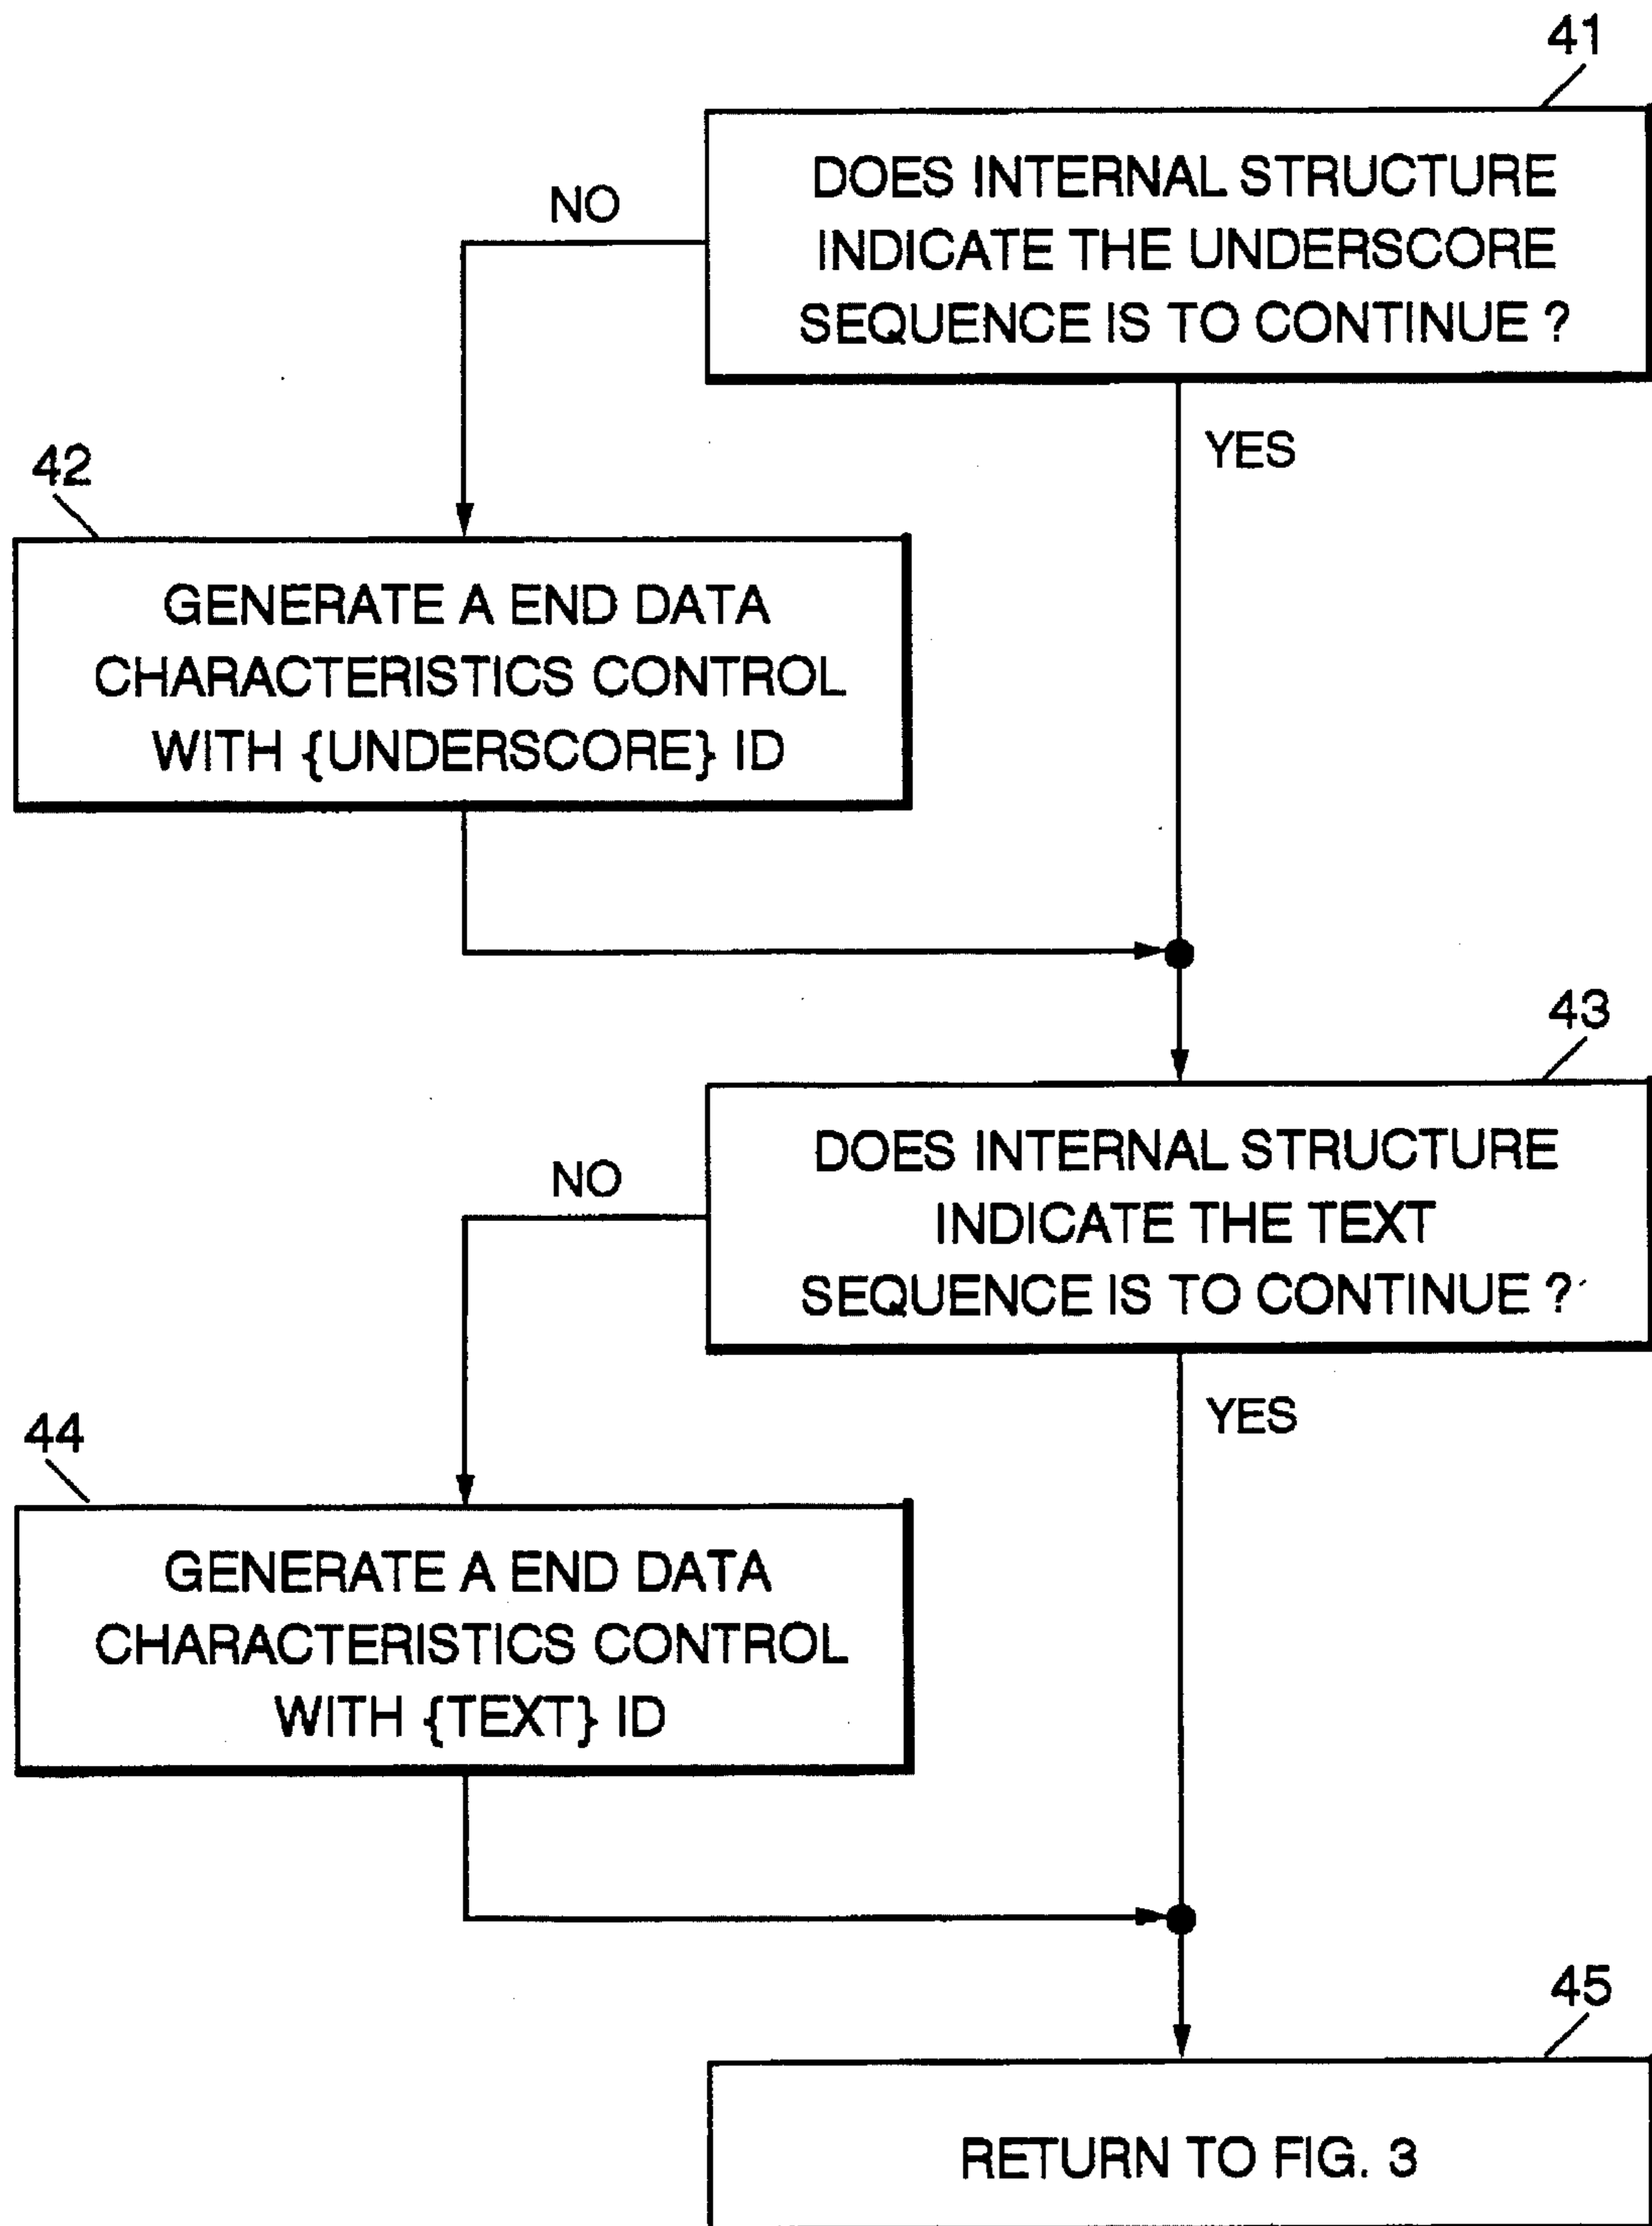 41
DOES INTERNAL STRUCTURE
INDICATE THE UNDERSCORE
SEQUENCE IS TO CONTINUE ?
NO
YES
42
GENERATE A END DATA
CHARACTERISTICS CONTROL
WITH {UNDERSCORE} ID
43
DOES INTERNAL STRUCTURE
INDICATE THE TEXT
SEQUENCE IS TO CONTINUE ?
NO
YES
44
GENERATE A END DATA
CHARACTERISTICS CONTROL
WITH {TEXT} ID
45
RETURN TO FIG. 3